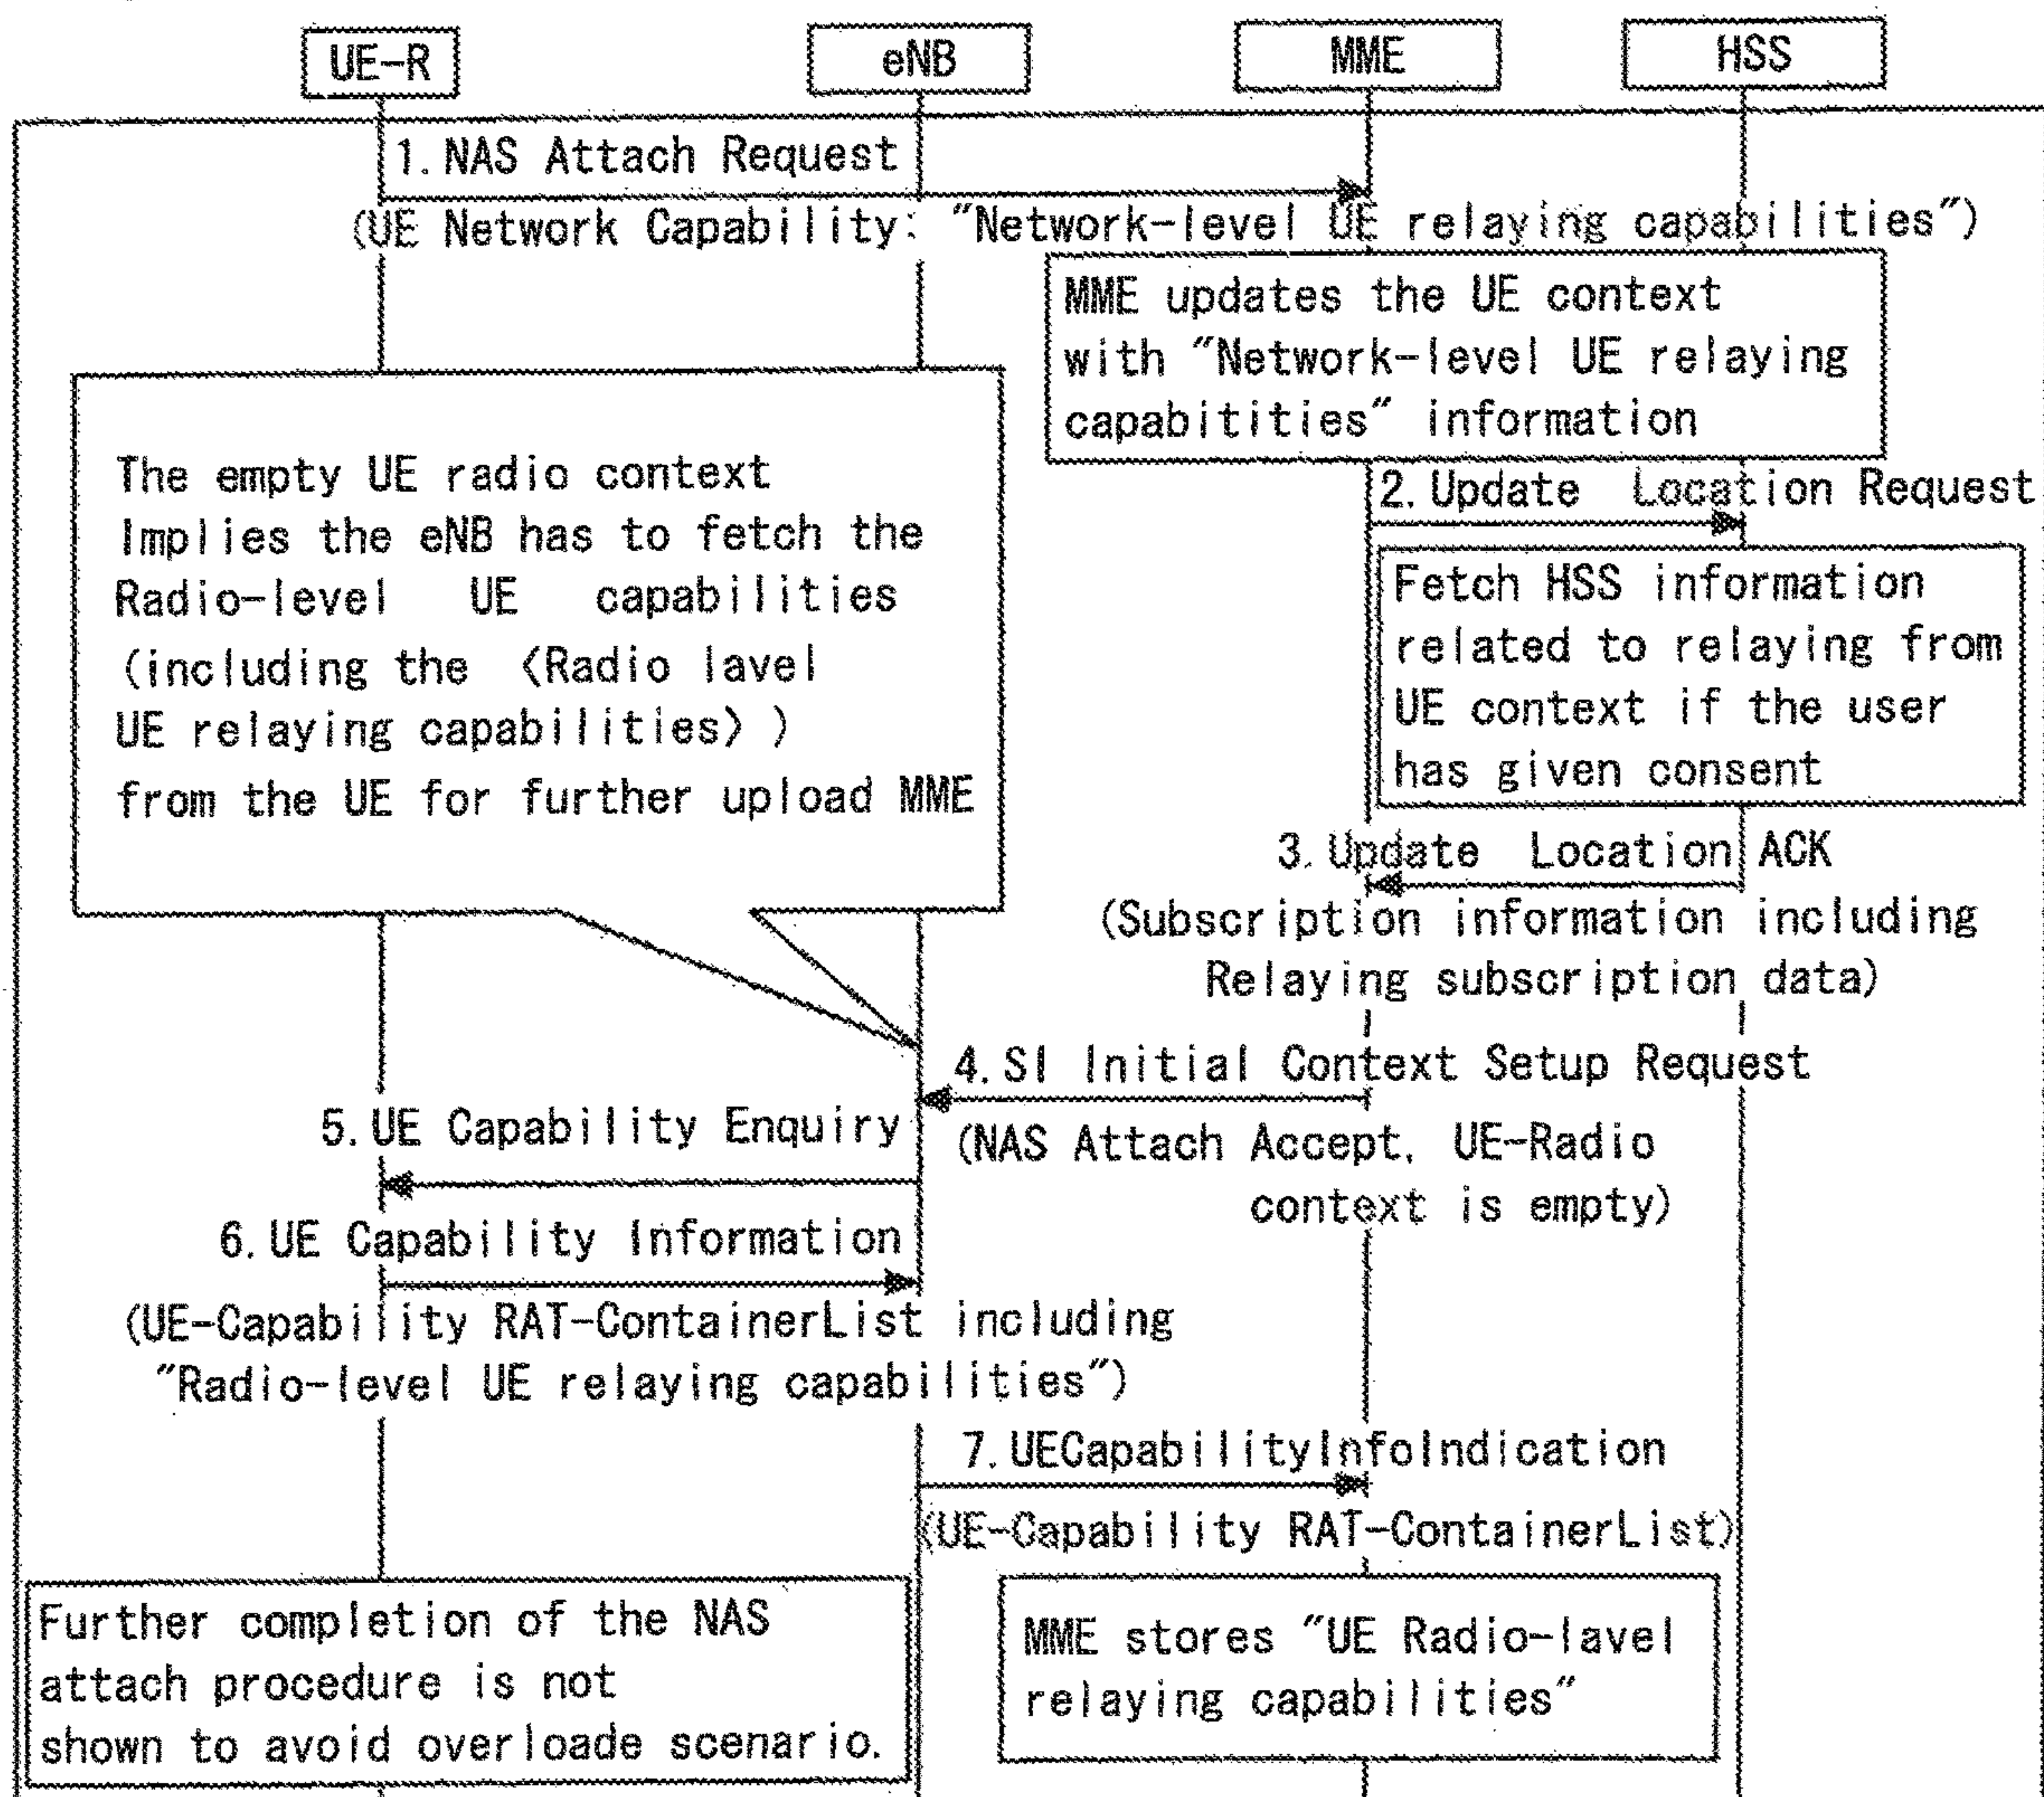 UE-R
eNB
MME
HSS
1. NAS Attach Request
(UE Network Capability: "Network-level UE relaying capabilities")
MME updates the UE context
with "Network-level UE relaying
capabitities" information
The empty UE radio context
Implies the eNB has to fetch the
Radio-level UE capabilities
(including the <Radio lavel
UE relaying capabilities> )
from the UE for further upload MME
2. Update Location Request
Fetch HSS information
related to relaying from
UE context if the user
has given consent
3. Update Location ACK
(Subscription information including
Relaying subscription data)
4. SI Initial Context Setup Request
(NAS Attach Accept, UE-Radio
context is empty)
5. UE Capability Enquiry
6. UE Capability Information
(UE-Capability RAT-ContainerList including
"Radio-level UE relaying capabilities")
7. UECapabilityInfoIndication
(UE-Capability RAT-ContainerList)
Further completion of the NAS
attach procedure is not
shown to avoid overloade scenario.
MME stores "UE Radio-lavel
relaying capabilities"